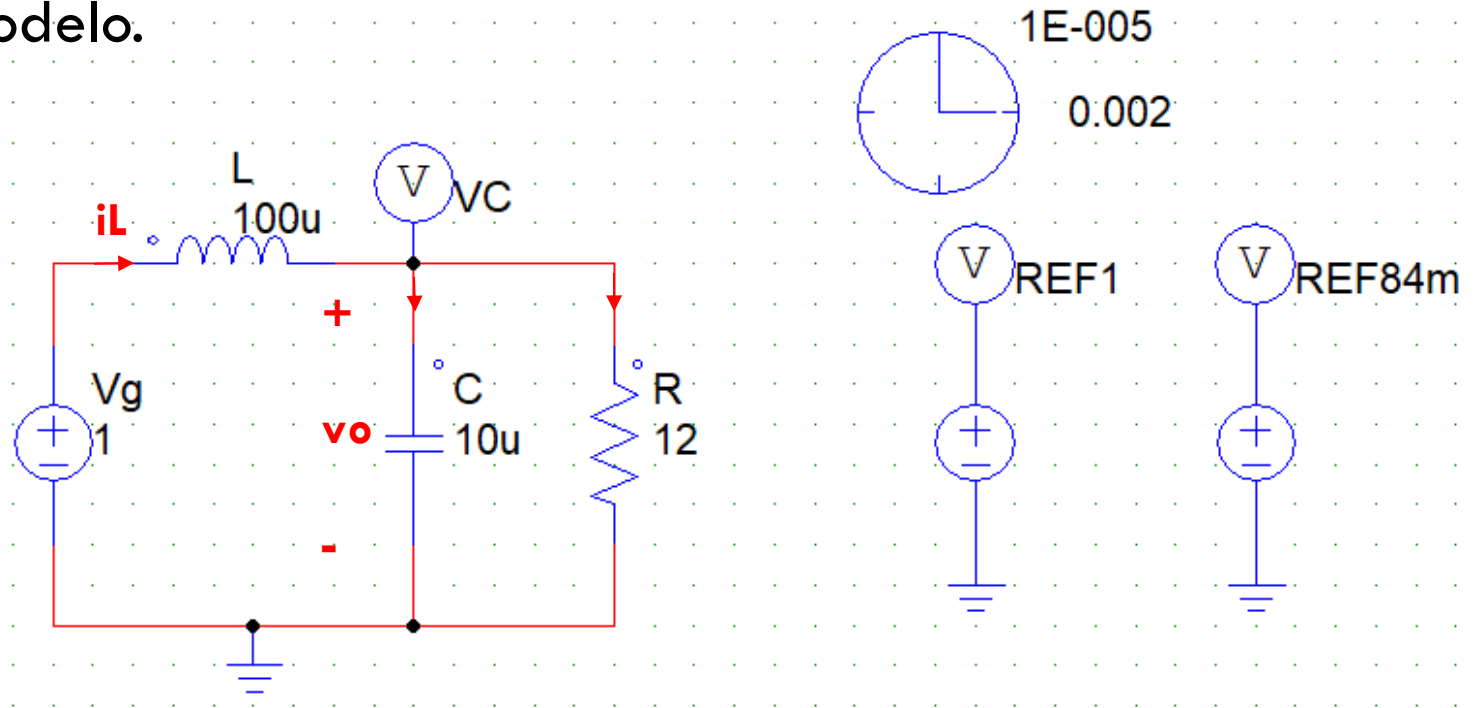 odelo.
1E-005
0.002
L
100u
iL
V
VC
V
REF1
V
REF84m
+
Vg
1
vo
C
10u
R
12
-